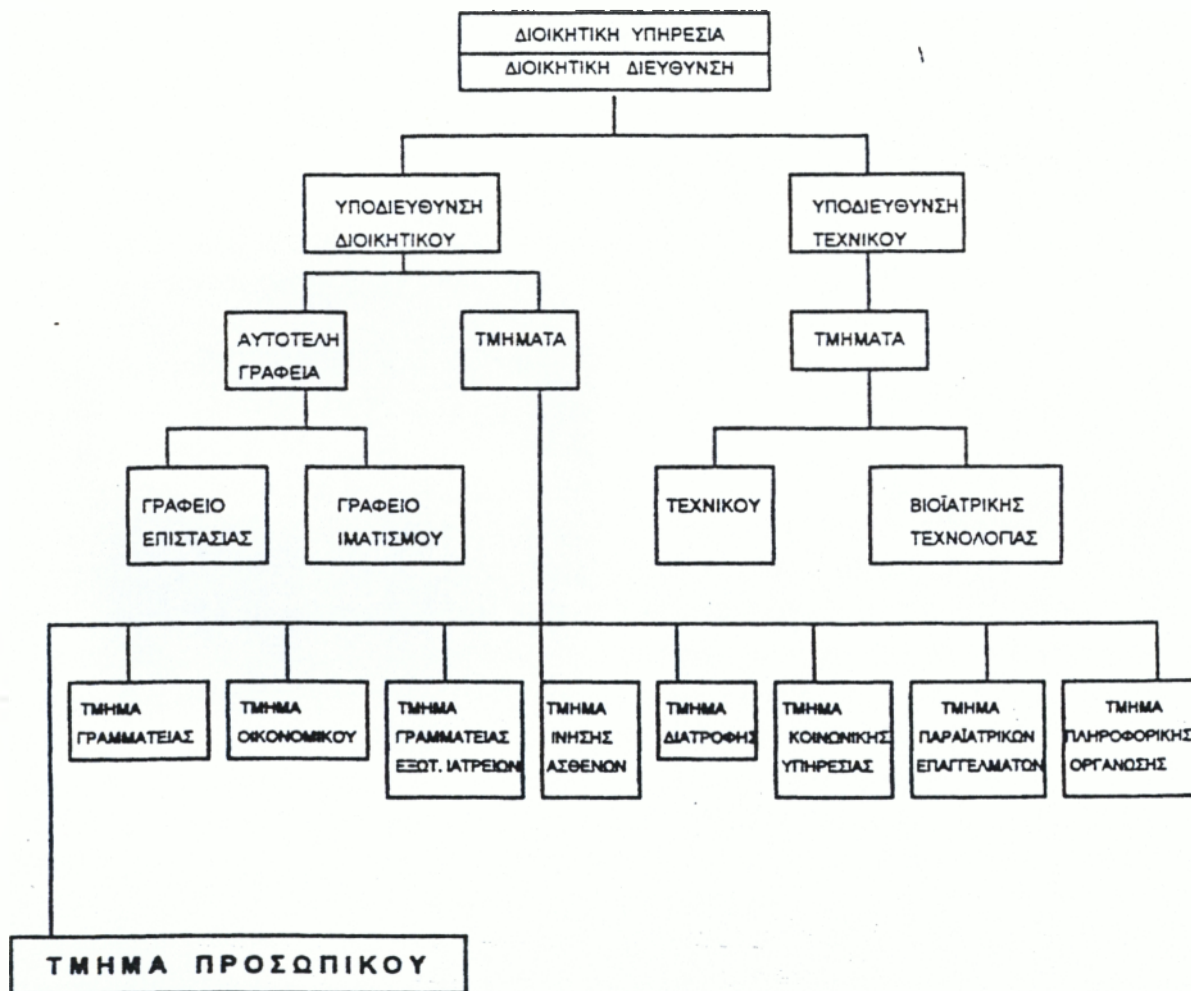 ΔΙΟΙΚΗΤΙΚΗ ΥΠΗΡΕΣΙΑ
ΔΙΟΙΚΗΤΙΚΗ ΔΙΕΥΘΥΝΣΗ
ΥΠΟΔΙΕΥΘΥΝΣΗ
ΔΙΟΙΚΗΤΙΚΟΥ
ΥΠΟΔΙΕΥΘΥΝΣΗ
ΤΕΧΝΙΚΟΥ
ΑΥΤΟΤΕΛΗ
ΓΡΑΦΕΙΑ
ΤΜΗΜΑΤΑ
ΤΜΗΜΑΤΑ
ΓΡΑΦΕΙΟ
ΕΠΙΣΤΑΣΙΑΣ
ΓΡΑΦΕΙΟ
ΙΜΑΤΙΣΜΟΥ
ΤΕΧΝΙΚΟΥ
ΒΙΟΪΑΤΡΙΚΗΣ
ΤΕΧΝΟΛΟΓΙΑΣ
ΤΜΗΜΑ
ΓΡΑΜΜΑΤΕΙΑΣ
ΤΜΗΜΑ
ΟΙΚΟΝΟΜΙΚΟΥ
ΤΜΗΜΑ
ΓΡΑΜΜΑΤΕΙΑΣ
ΕΞΩΤ. ΙΑΤΡΕΙΩΝ
ΤΜΗΜΑ
ΙΝΗΣΗΣ
ΑΣΘΕΝΩΝ
ΤΜΗΜΑ
ΔΙΑΤΡΟΦΗΣ
ΤΜΗΜΑ
ΚΟΙΝΩΝΙΚΗΣ
ΥΠΗΡΕΣΙΑΣ
ΤΜΗΜΑ
ΠΑΡΑΪΑΤΡΙΚΩΝ
ΕΠΑΓΓΕΛΜΑΤΩΝ
ΤΜΗΜΑ
ΠΛΗΡΟΦΟΡΙΚΗΣ
ΟΡΓΑΝΩΣΗΣ
ΤΜΗΜΑ ΠΡΟΣΩΠΙΚΟΥ